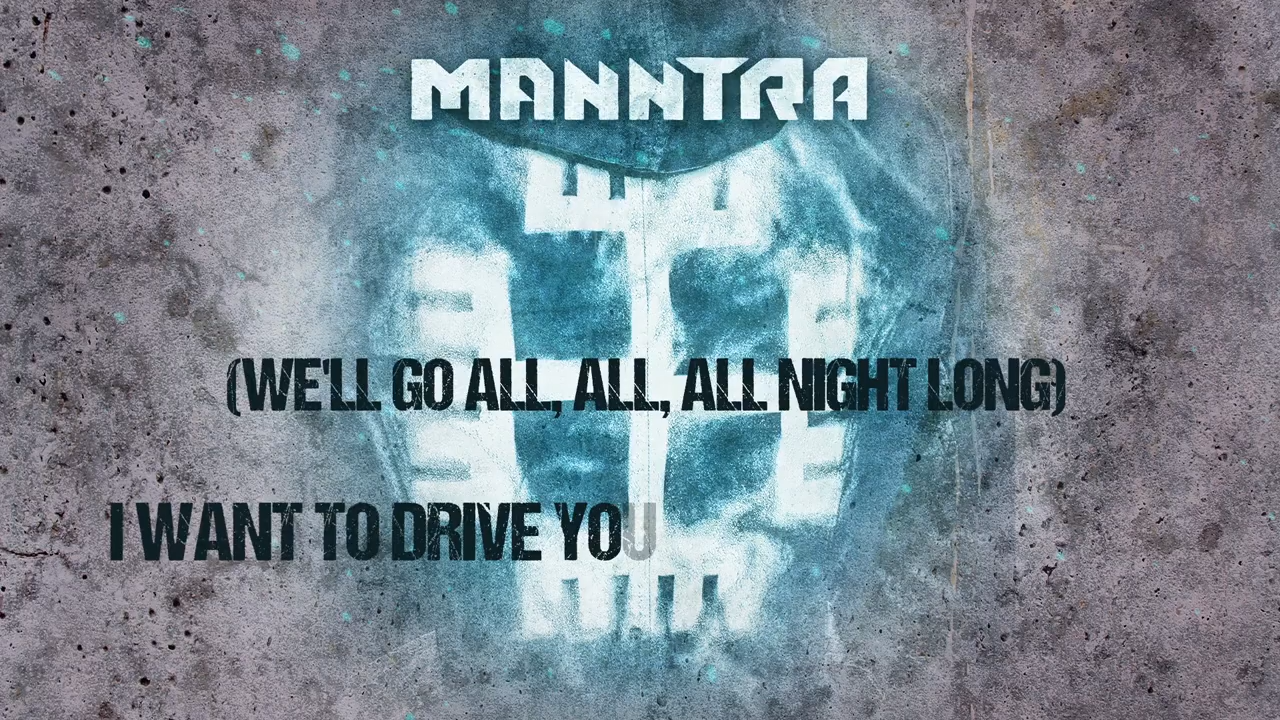 MANNTRA
(WE'LL GO ALL, ALL, ALL NIGHT LONG)
I WANT TO DRIVE YOU